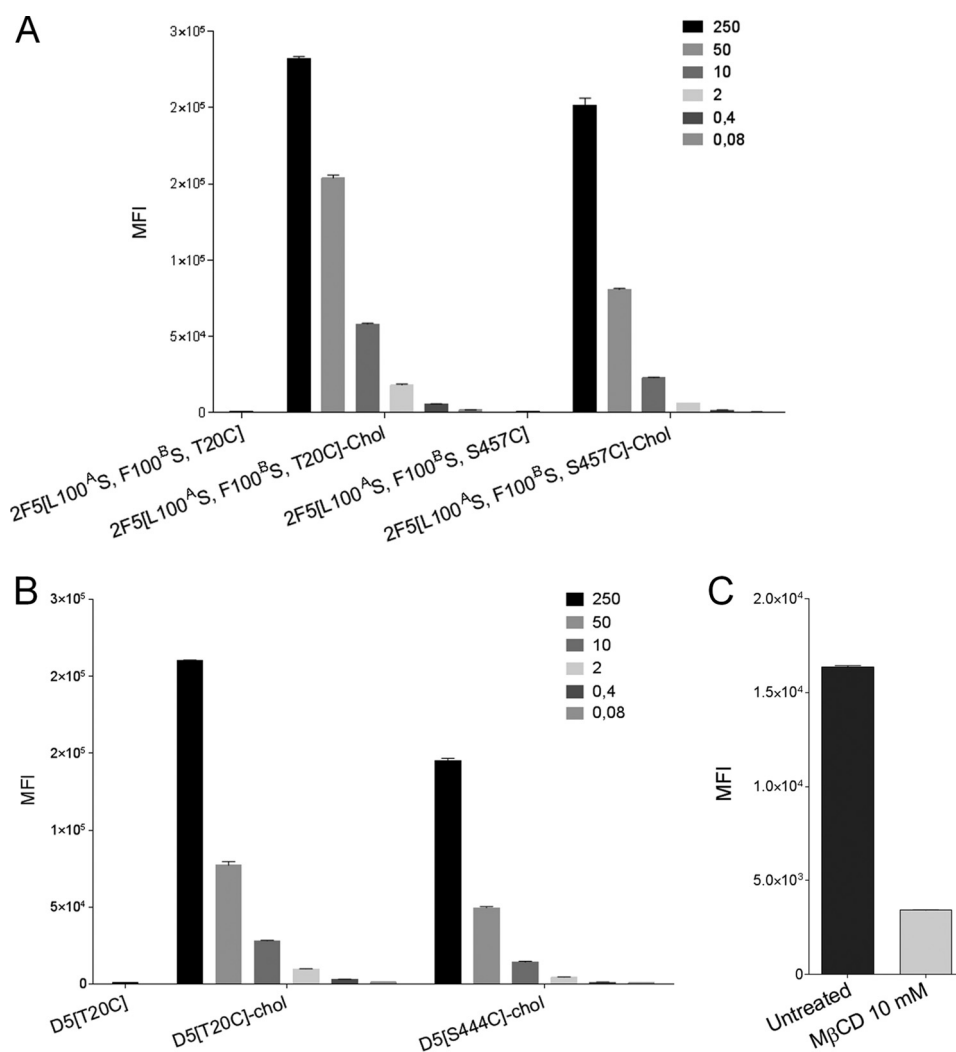 A
3×10⁵
2×10⁵
2×10⁵
1×10⁵
5×10⁴
0
MFI
250
50
10
2
0,4
0,08
2F5[L100ᴬS, F100ᴮS, T20C]
2F5[L100ᴬS, F100ᴮS, T20C]-Chol
2F5[L100ᴬS, F100ᴮS, S457C]
2F5[L100ᴬS, F100ᴮS, S457C]-Chol
B
3×10⁵
2×10⁵
2×10⁵
1×10⁵
5×10⁴
0
MFI
250
50
10
2
0,4
0,08
D5[T20C]
D5[T20C]-chol
D5[S444C]-chol
C
2.0×10⁴
1.5×10⁴
1.0×10⁴
5.0×10³
0
MFI
Untreated
MβCD 10 mM